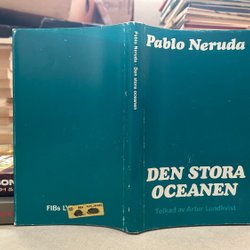 Pablo Neruda
DEN STORA
OCEANEN
Tolkad av Artur Lundkvist
Pablo Neruda Den stora oceanen
FIBs